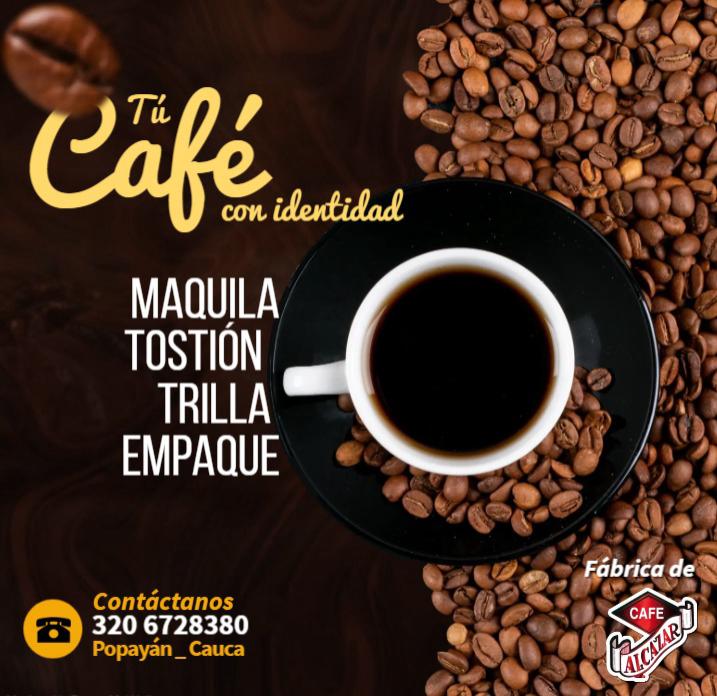 Tú
Café
con identidad
MAQUILA
TOSTIÓN
TRILLA
EMPAQUE
Fábrica de
CAFE
ALCAZAR
Contáctanos
320 6728380
Popayán _ Cauca